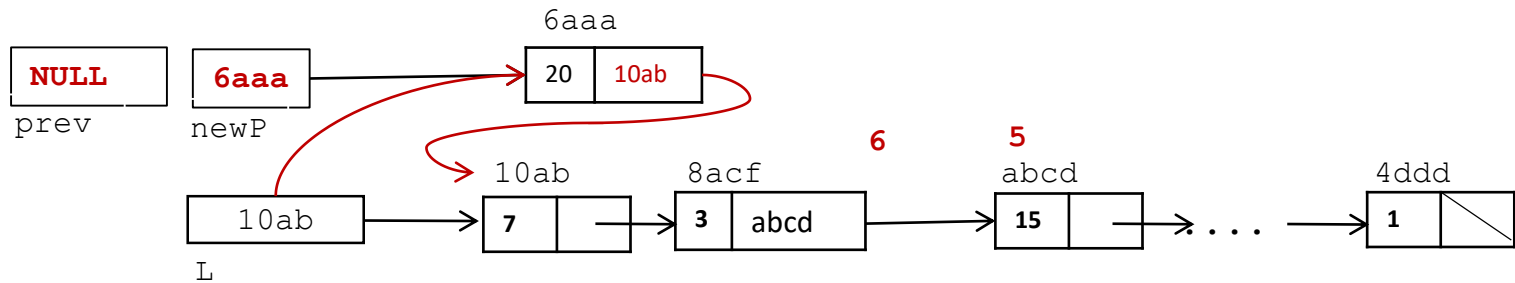 6aaa
NULL 6aaa 20 10ab
prev newP
6 5
10ab 8acf abcd 4ddd
10ab 7 3 abcd 15 .... 1
L